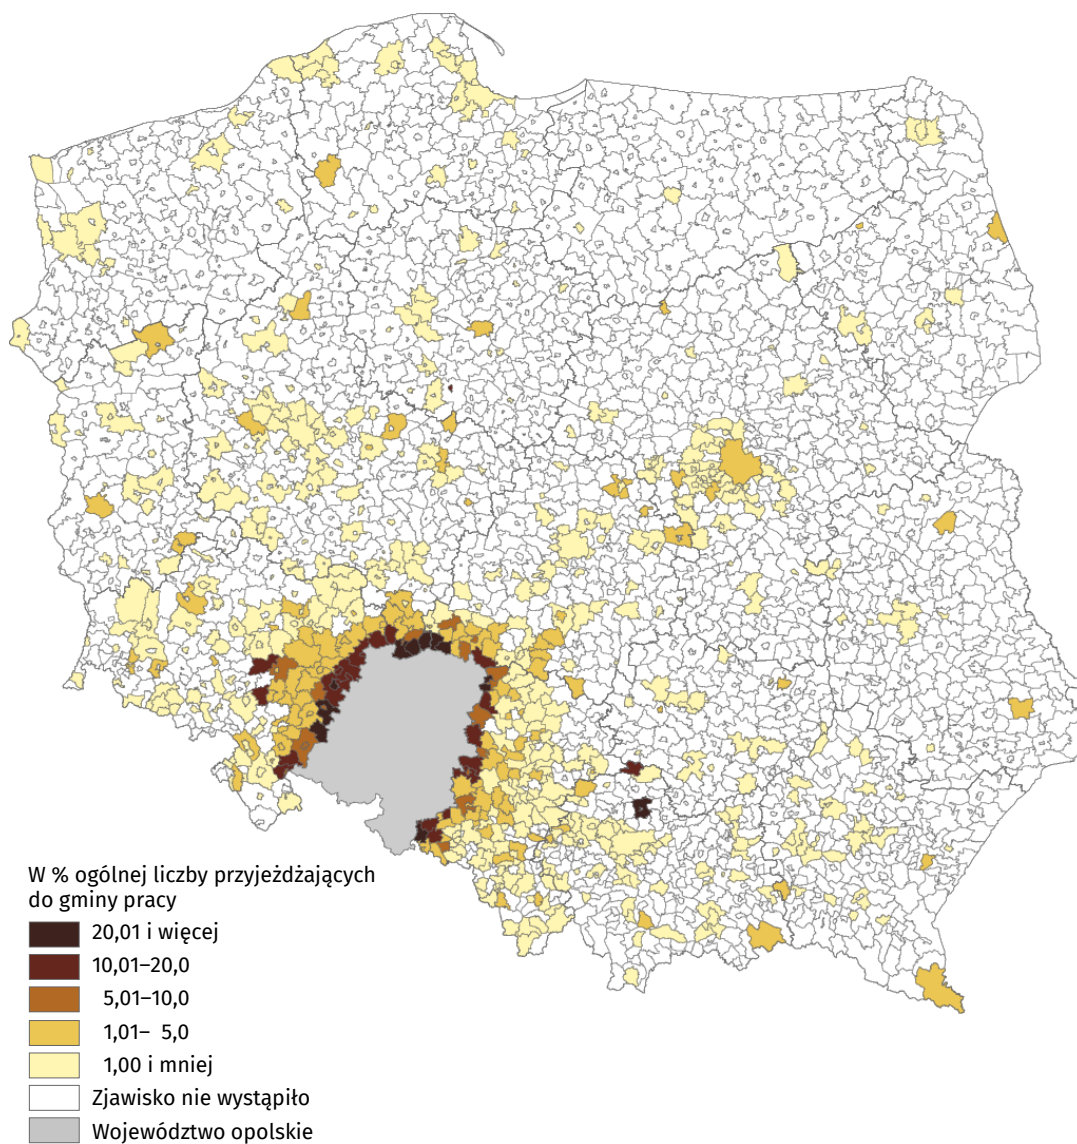 W % ogólnej liczby przyjeżdżających
do gminy pracy
20,01 i więcej
10,01–20,0
5,01–10,0
1,01– 5,0
1,00 i mniej
Zjawisko nie wystąpiło
Województwo opolskie